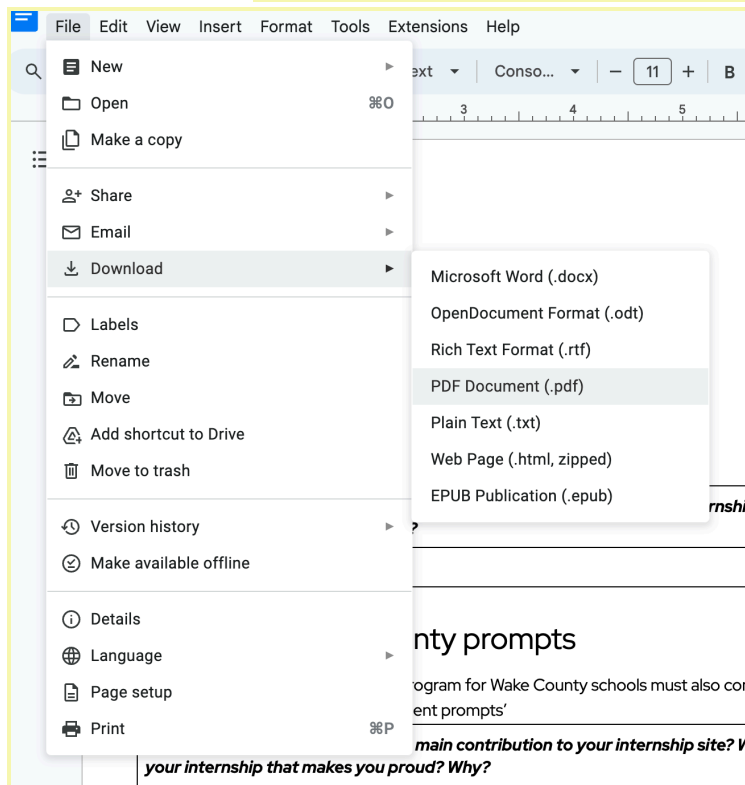 File Edit View Insert Format Tools Extensions Help
New
Open ⌘O
Make a copy
Share
Email
Download
Labels
Rename
Move
Add shortcut to Drive
Move to trash
Version history
Make available offline
Details
Language
Page setup
Print ⌘P
Microsoft Word (.docx)
OpenDocument Format (.odt)
Rich Text Format (.rtf)
PDF Document (.pdf)
Plain Text (.txt)
Web Page (.html, zipped)
EPUB Publication (.epub)
ext Conso... − 11 + B
3 4 5
?
nty prompts
ogram for Wake County schools must also
ent prompts’
main contribution to your internship site?
your internship that makes you proud? Why?